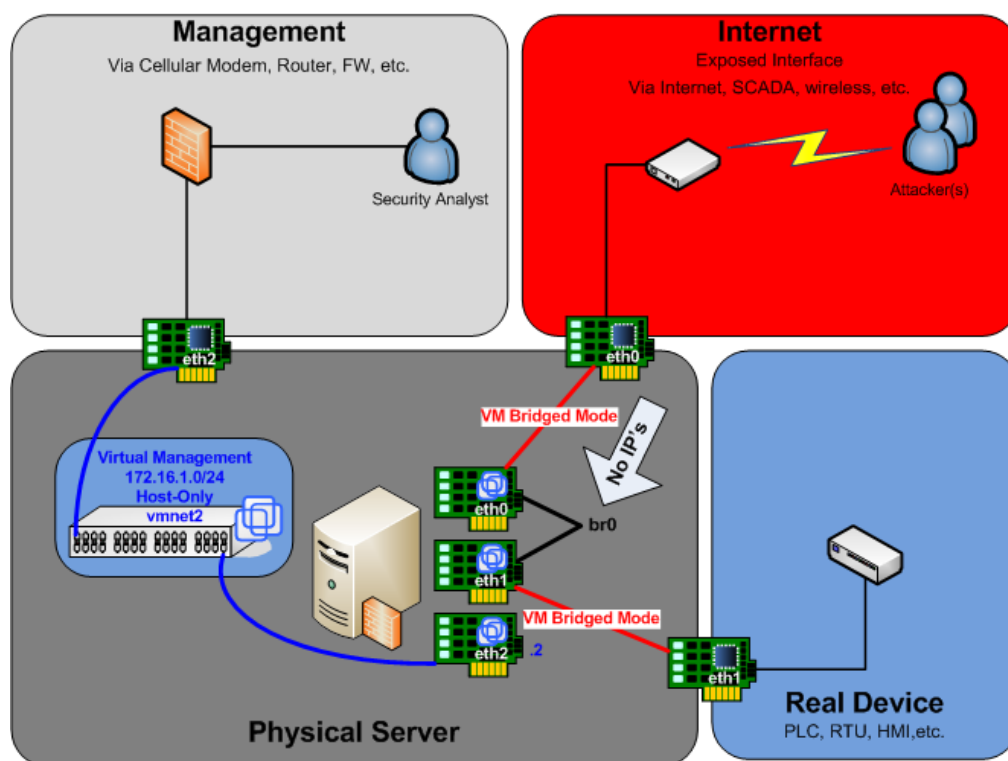 Management
Via Cellular Modem, Router, FW, etc.
Security Analyst
Internet
Exposed Interface
Via Internet, SCADA, wireless, etc.
Attacker(s)
eth2
eth0
VM Bridged Mode
No IP's
Virtual Management
172.16.1.0/24
Host-Only
vmnet2
eth0
br0
eth1
VM Bridged Mode
eth2
.2
eth1
Physical Server
Real Device
PLC, RTU, HMI,etc.